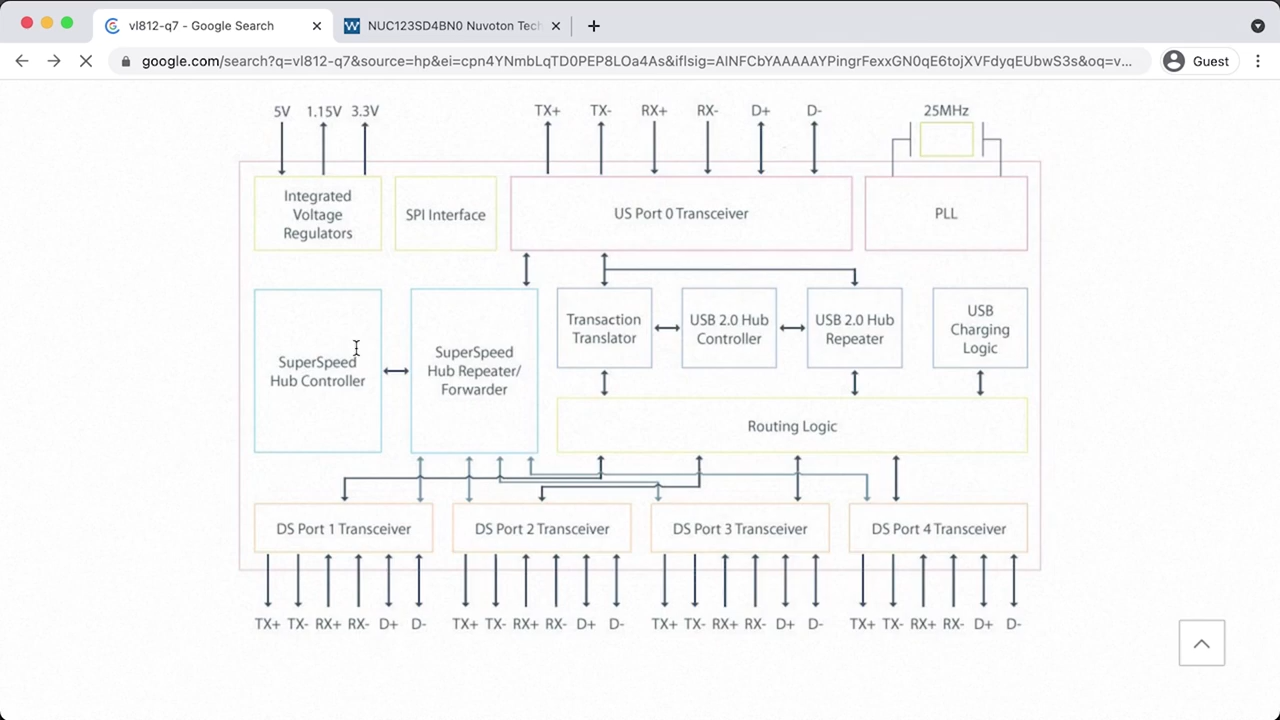 vl812-q7 - Google Search
NUC123SD4BN0 Nuvoton Tech
google.com/search?q=vl812-q7&source=hp&ei=cpn4YNmbLqTD0PEP8LOa4As&iflsig=AINFCbYAAAAAYPingrFexxGN0qE6tojXVFdyqEUbwS3s&oq=v...
Guest
5V 1.15V 3.3V TX+ TX- RX+ RX- D+ D- 25MHz
Integrated
Voltage
Regulators
SPI Interface
US Port 0 Transceiver
PLL
SuperSpeed
Hub Controller
SuperSpeed
Hub Repeater/
Forwarder
Transaction
Translator
USB 2.0 Hub
Controller
USB 2.0 Hub
Repeater
USB
Charging
Logic
Routing Logic
DS Port 1 Transceiver
DS Port 2 Transceiver
DS Port 3 Transceiver
DS Port 4 Transceiver
TX+ TX- RX+ RX- D+ D- TX+ TX- RX+ RX- D+ D- TX+ TX- RX+ RX- D+ D- TX+ TX- RX+ RX- D+ D-